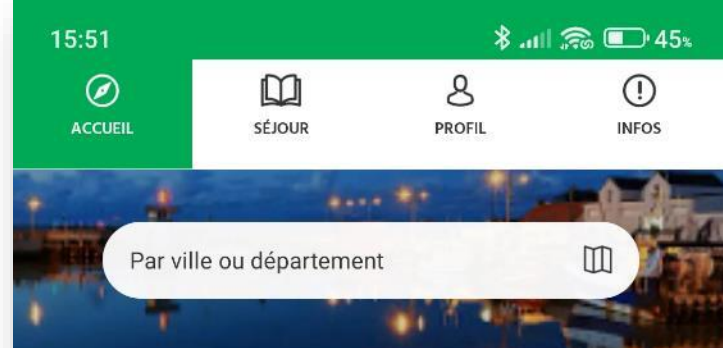 15:51 45%
ACCUEIL SÉJOUR PROFIL INFOS
Par ville ou département